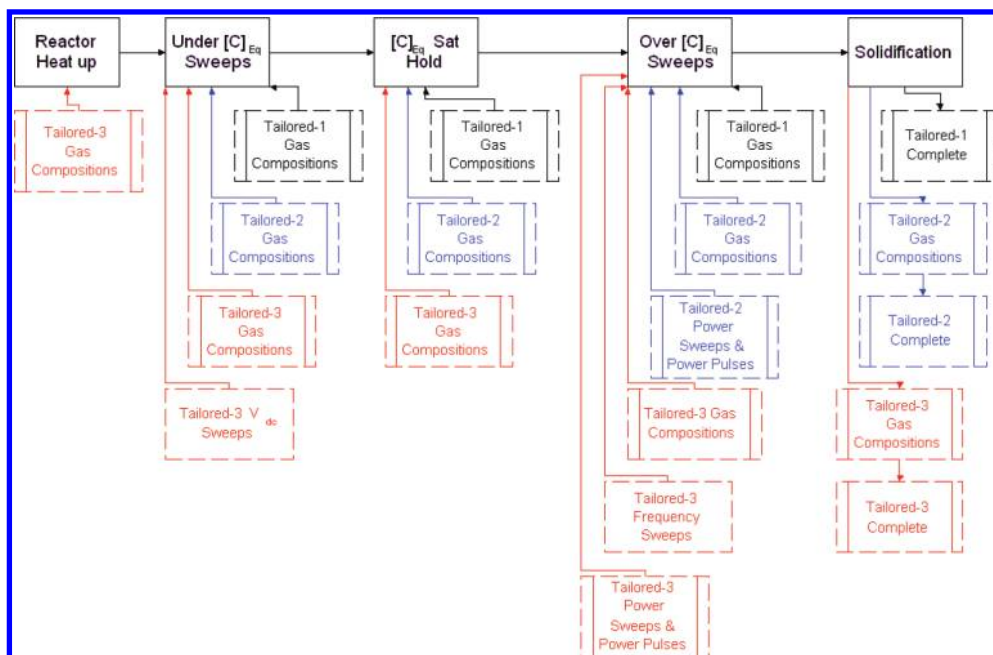 Reactor
Heat up
Under [C] Eq
Sweeps
[C]Eq Sat
Hold
Over [C]Eq
Sweeps
Solidification
Tailored-3
Gas
Compositions
Tailored-1
Gas
Compositions
Tailored-1
Gas
Compositions
Tailored-1
Gas
Compositions
Tailored-1
Complete
Tailored-2
Gas
Compositions
Tailored-2
Gas
Compositions
Tailored-2
Gas
Compositions
Tailored-2
Gas
Compositions
Tailored-3
Gas
Compositions
Tailored-3
Gas
Compositions
Tailored-2
Power
Sweeps &
Power Pulses
Tailored-2
Complete
Tailored-3 V dc
Sweeps
Tailored-3 Gas
Compositions
Tailored-3
Gas
Compositions
Tailored-3
Frequency
Sweeps
Tailored-3
Complete
Tailored-3
Power
Sweeps &
Power Pulses